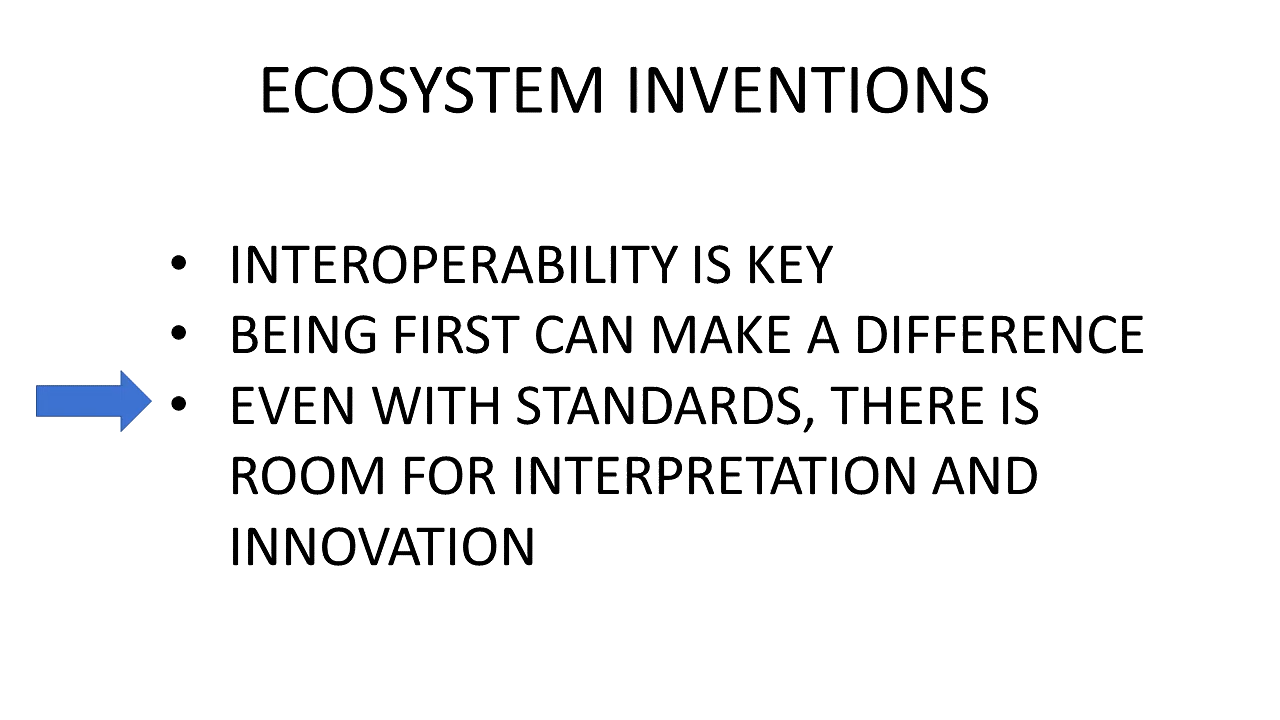 ECOSYSTEM INVENTIONS
• INTEROPERABILITY IS KEY
• BEING FIRST CAN MAKE A DIFFERENCE
• EVEN WITH STANDARDS, THERE IS
ROOM FOR INTERPRETATION AND
INNOVATION